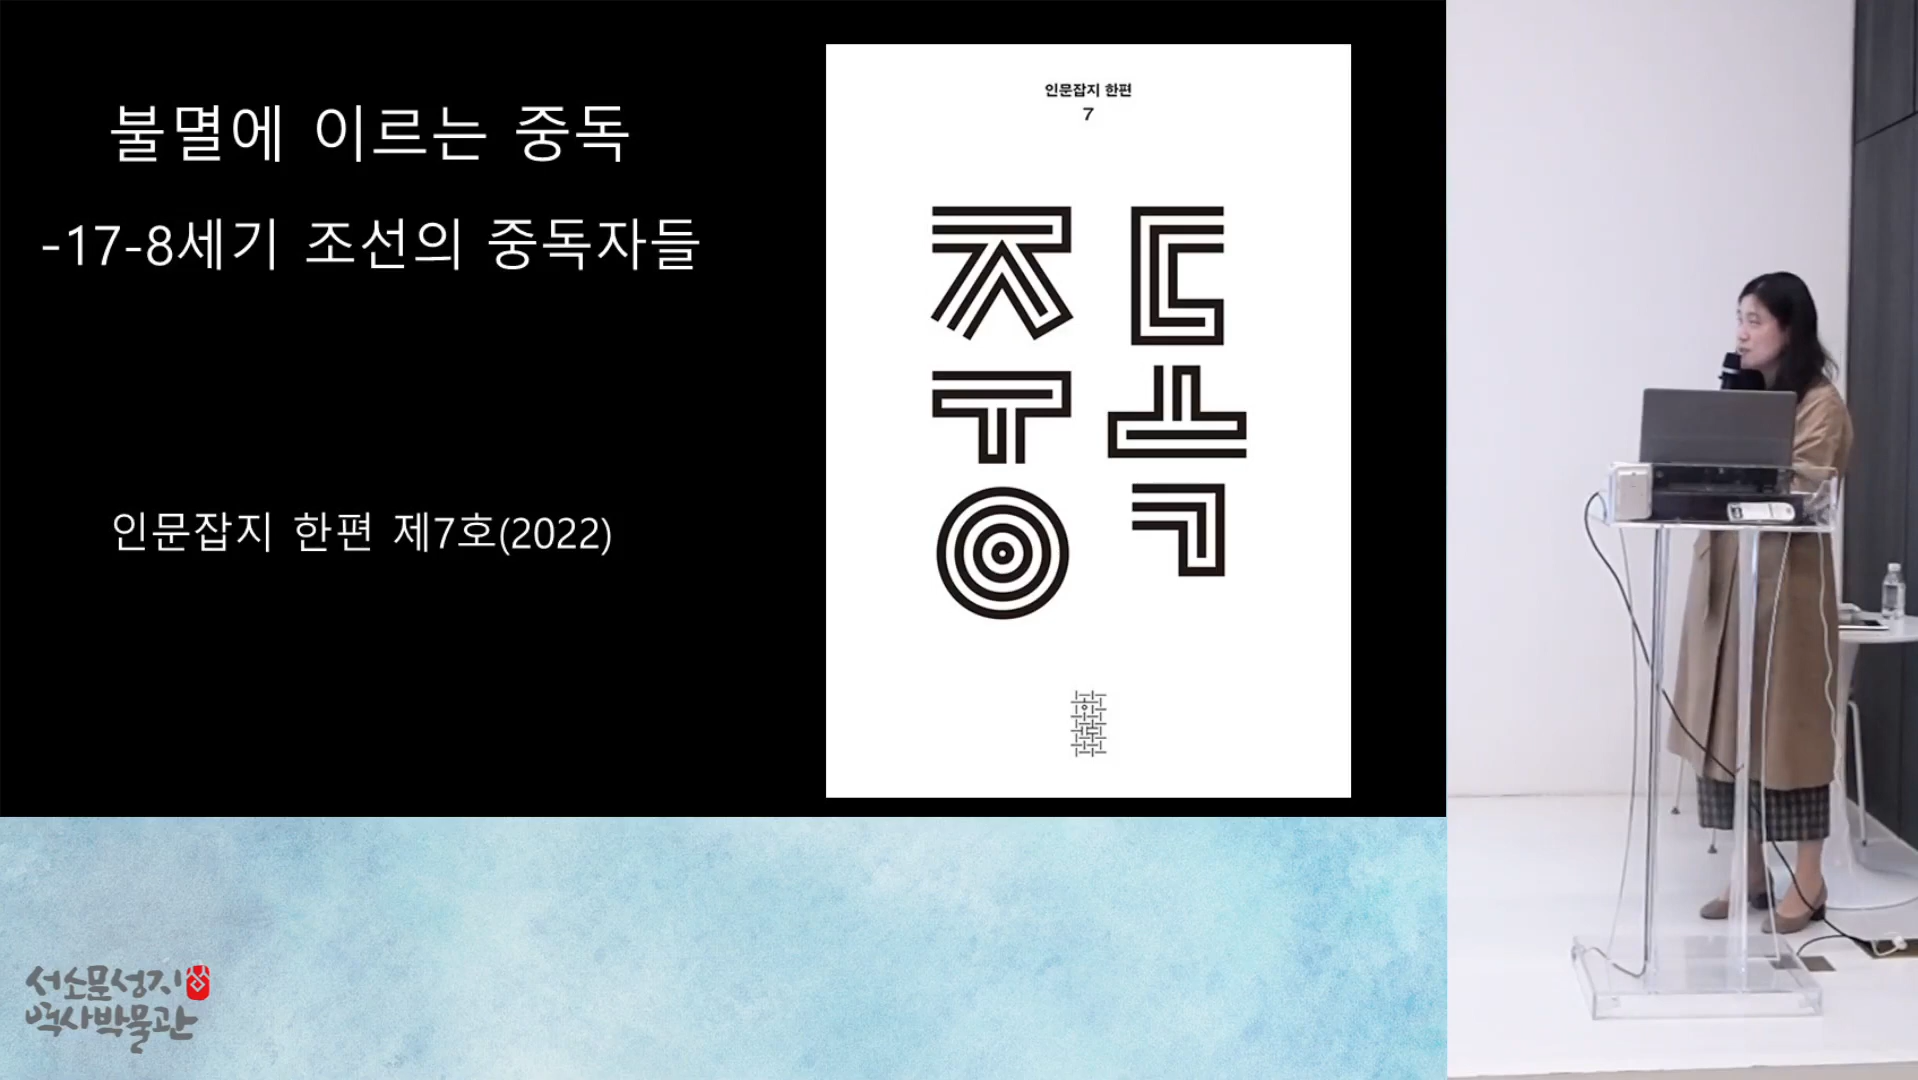 불멸에 이르는 중독
-17-8세기 조선의 중독자들
인문잡지 한편 제7호(2022)
인문잡지 한편
7
중독
서소문성지
역사박물관